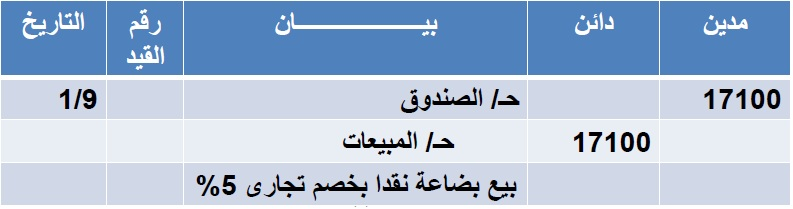 مدين دائن بيـــــــــــــــــــــــان رقم القيد التاريخ
17100 حـ/ الصندوق 1/9
17100 حـ/ المبيعات
بيع بضاعة نقدا بخصم تجارى 5%